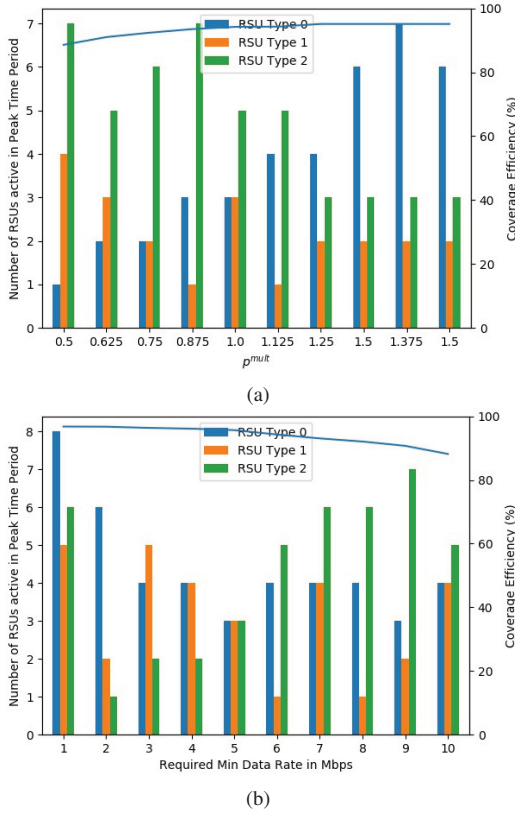 7
6
5
4
3
2
1
0
Number of RSUs active in Peak Time Period
RSU Type 0
RSU Type 1
RSU Type 2
100
80
60
40
20
0
Coverage Efficiency (%)
0.5 0.625 0.75 0.875 1.0 1.125 1.25 1.5 1.375 1.5
p^mult
(a)
8
7
6
5
4
3
2
1
0
Number of RSUs active in Peak Time Period
RSU Type 0
RSU Type 1
RSU Type 2
100
80
60
40
20
0
Coverage Efficiency (%)
1 2 3 4 5 6 7 8 9 10
Required Min Data Rate in Mbps
(b)